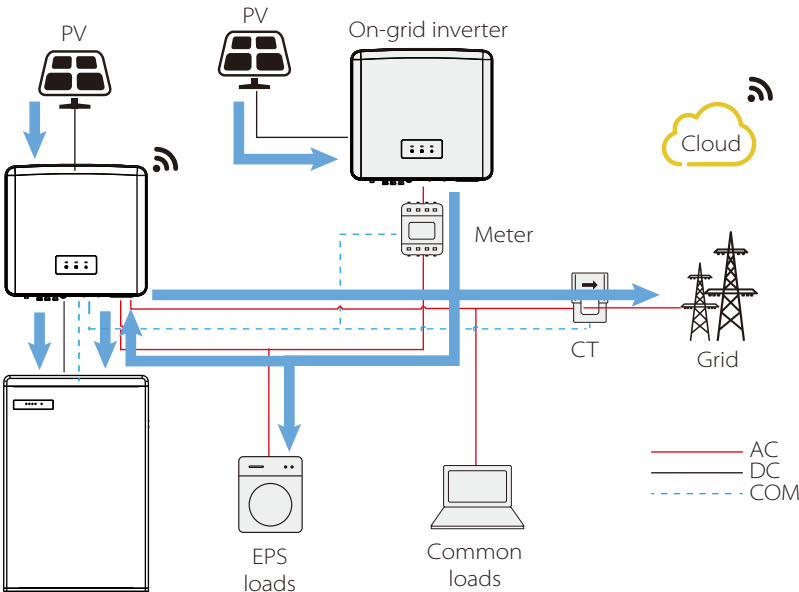 PV
PV
On-grid inverter
Cloud
Meter
CT
Grid
AC
DC
COM
EPS
loads
Common
loads